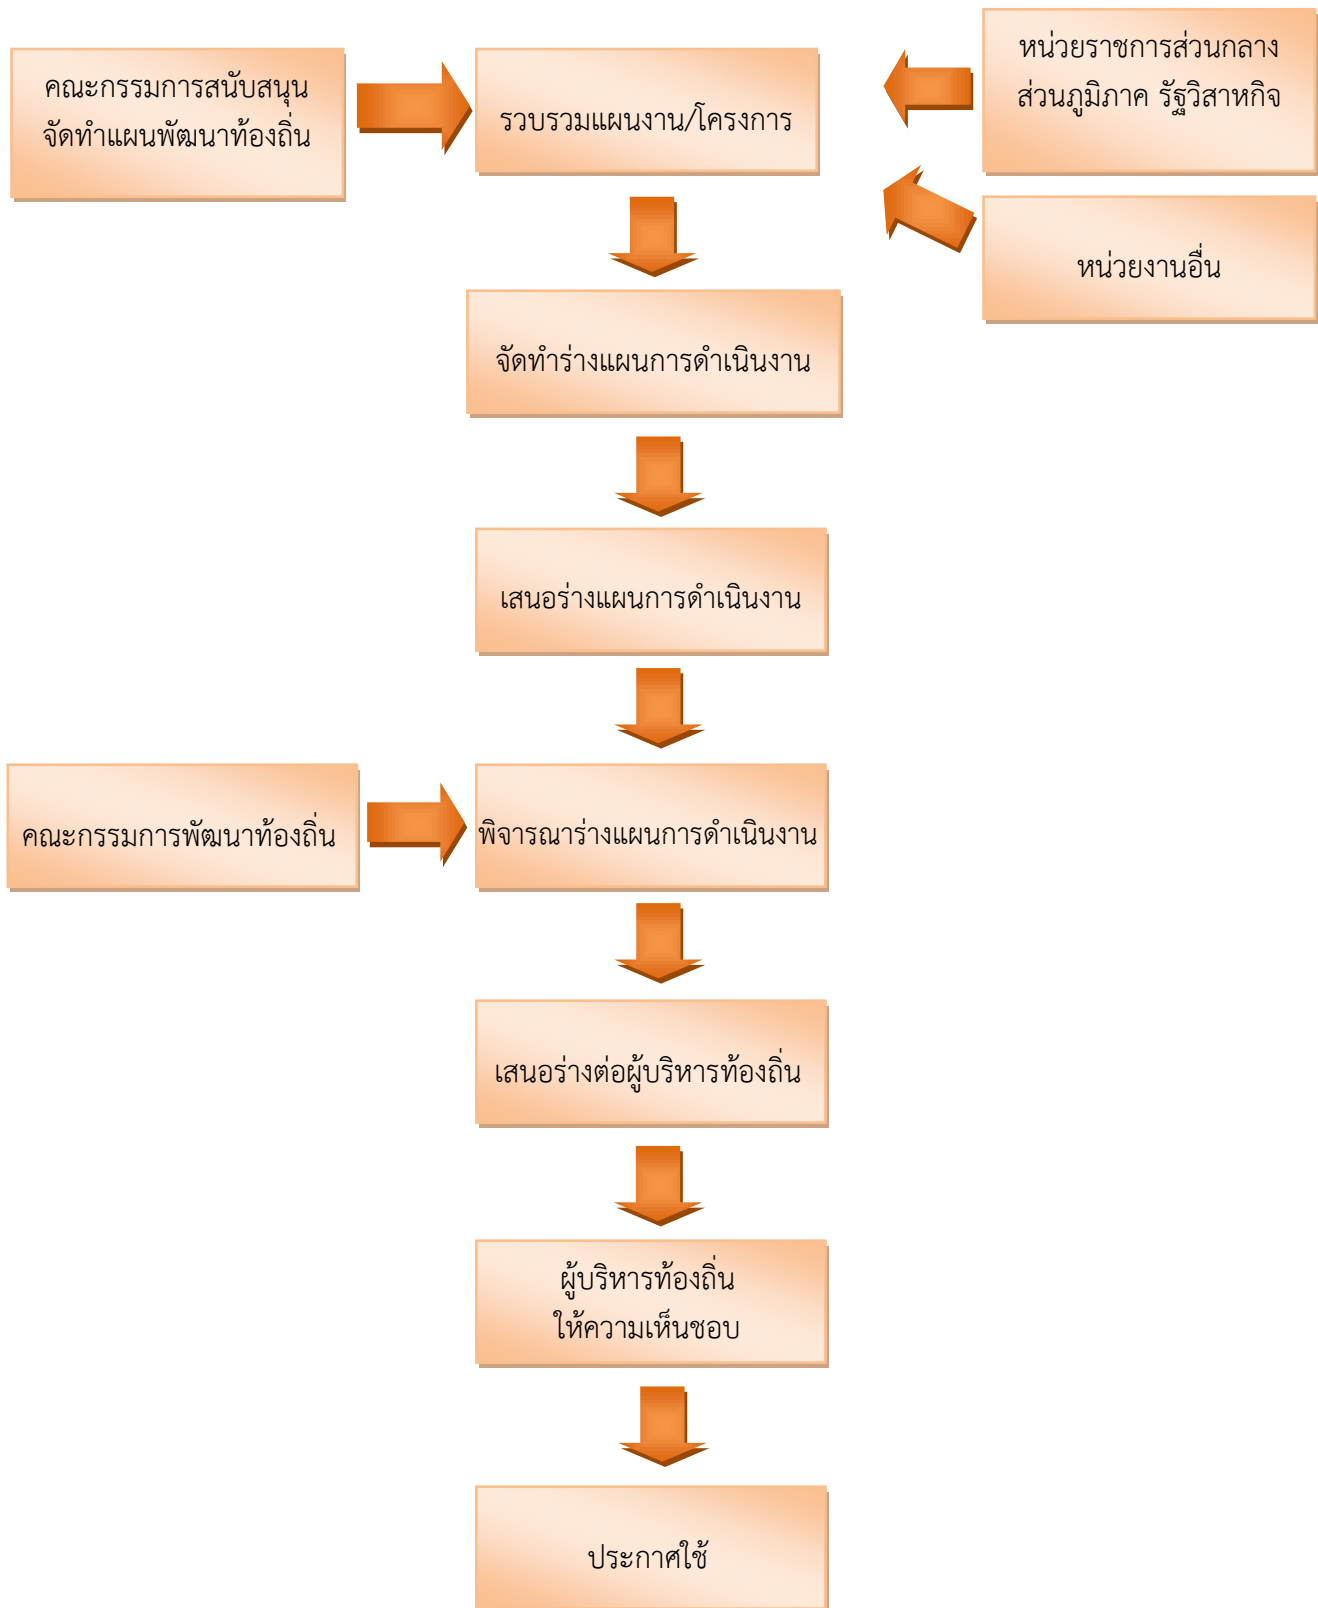 คณะกรรมการสนับสนุน
จัดทำแผนพัฒนาท้องถิ่น
รวบรวมแผนงาน/โครงการ
หน่วยราชการส่วนกลาง
ส่วนภูมิภาค รัฐวิสาหกิจ
หน่วยงานอื่น
จัดทำร่างแผนการดำเนินงาน
เสนอร่างแผนการดำเนินงาน
คณะกรรมการพัฒนาท้องถิ่น
พิจารณาร่างแผนการดำเนินงาน
เสนอร่างต่อผู้บริหารท้องถิ่น
ผู้บริหารท้องถิ่น
ให้ความเห็นชอบ
ประกาศใช้